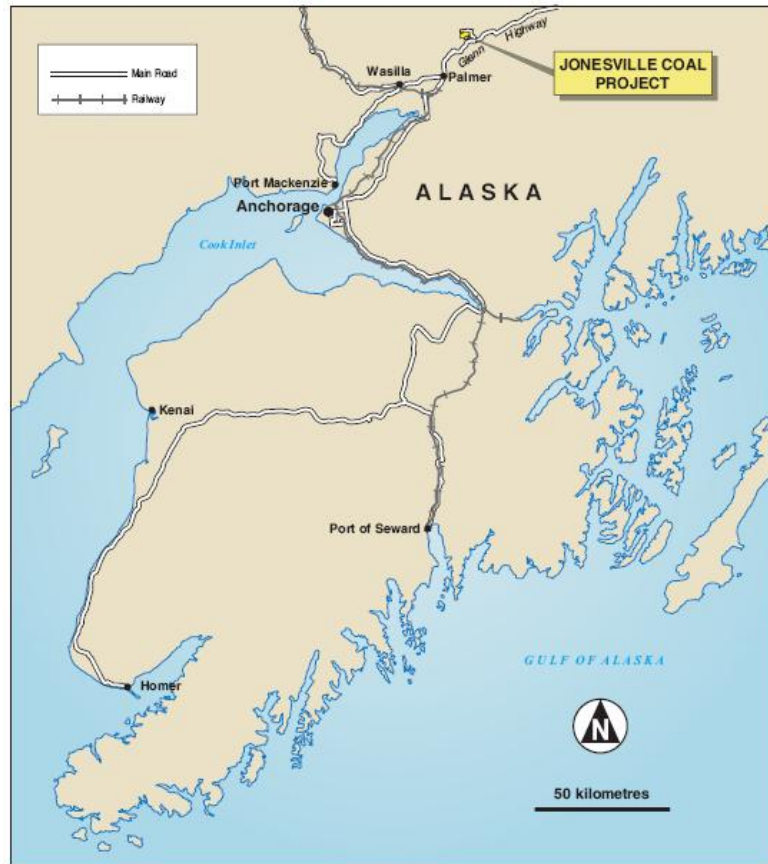 Glenn Highway
JONESVILLE COAL
PROJECT
Main Road
Railway
Wasilla
Palmer
Port Mackenzie
ALASKA
Anchorage
Cook Inlet
Kenai
Port of Seward
GULF OF ALASKA
Homer
N
50 kilometres